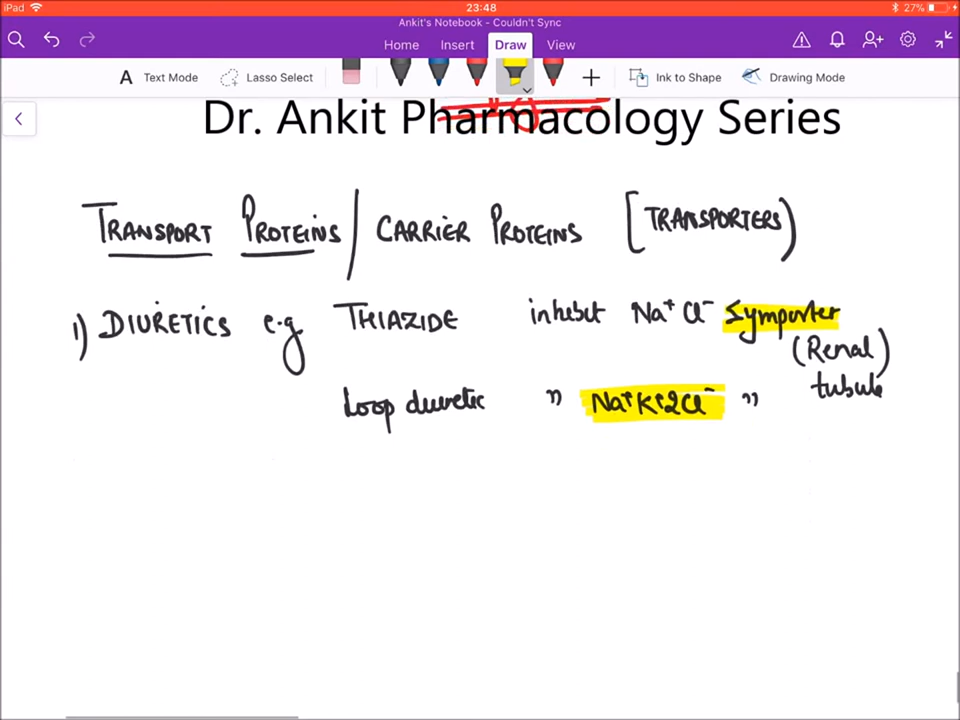 iPad 23:48 27%
Ankit's Notebook - Couldn't Sync
Home Insert Draw View
Text Mode Lasso Select Ink to Shape Drawing Mode
Dr. Ankit Pharmacology Series
TRANSPORT PROTEINS / CARRIER PROTEINS [TRANSPORTERS)
1) DIURETICS e.g THIAZIDE inhibit Na+ Cl- Symporter
(Renal)
tubule
Loop diuretic " Na+K+2Cl- "